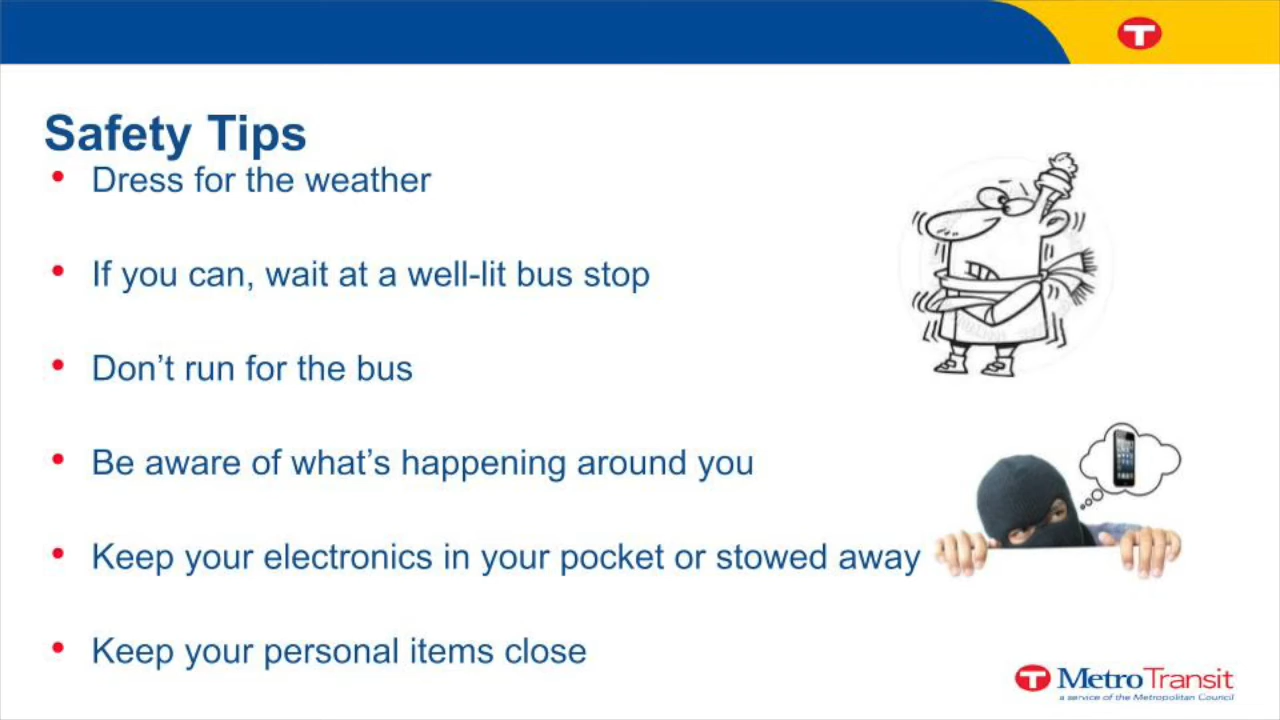 T
Safety Tips
• Dress for the weather
• If you can, wait at a well-lit bus stop
• Don’t run for the bus
• Be aware of what’s happening around you
• Keep your electronics in your pocket or stowed away
• Keep your personal items close
T MetroTransit
a service of the Metropolitan Council